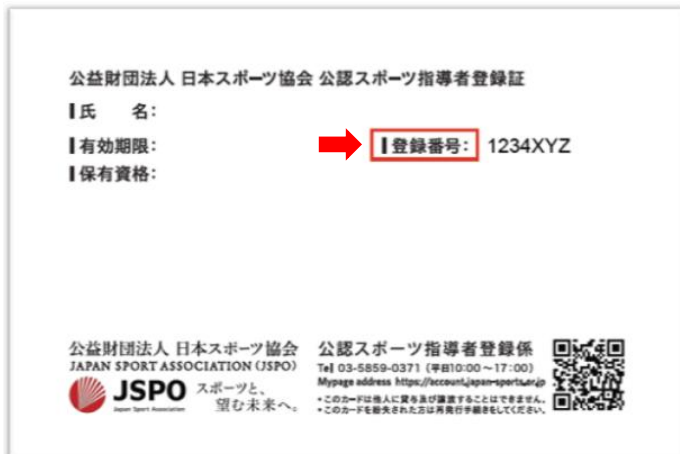 公益財団法人 日本スポーツ協会 公認スポーツ指導者登録証
氏　名：
有効期限：
登録番号： 1234XYZ
保有資格：
公益財団法人 日本スポーツ協会
JAPAN SPORT ASSOCIATION (JSPO)
JSPO
Japan Sport Association
スポーツと、
望む未来へ。
公認スポーツ指導者登録係
Tel 03-5859-0371 (平日10:00～17:00)
Mypage address https://account.japan-sports.or.jp
・このカードは他人に貸与及び譲渡することはできません。
・このカードを紛失された方は再発行手続きをしてください。